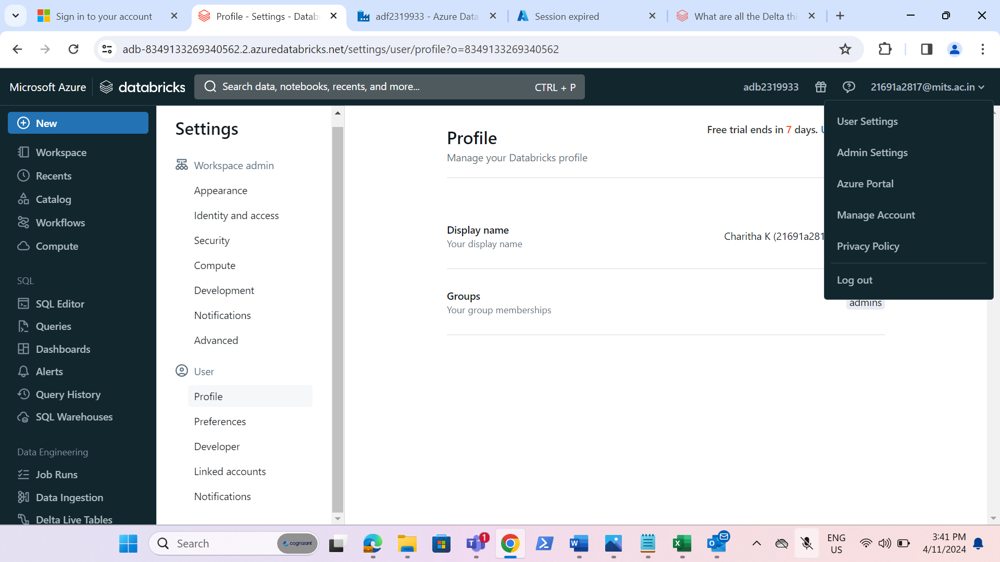 Sign in to your account
Profile - Settings - Datab
adf2319933 - Azure Data
Session expired
What are all the Delta thi
adb-8349133269340562.2.azuredatabricks.net/settings/user/profile?o=8349133269340562
Microsoft Azure
databricks
Search data, notebooks, recents, and more...
CTRL + P
adb2319933
21691a2817@mits.ac.in
New
Workspace
Recents
Catalog
Workflows
Compute
SQL
SQL Editor
Queries
Dashboards
Alerts
Query History
SQL Warehouses
Data Engineering
Job Runs
Data Ingestion
Delta Live Tables
Settings
Workspace admin
Appearance
Identity and access
Security
Compute
Development
Notifications
Advanced
User
Profile
Preferences
Developer
Linked accounts
Notifications
Profile
Manage your Databricks profile
Free trial ends in 7 days.
Display name
Your display name
Charitha K (21691a281
Groups
Your group memberships
admins
User Settings
Admin Settings
Azure Portal
Manage Account
Privacy Policy
Log out
Search
cognizant
1
ENG
US
3:41 PM
4/11/2024